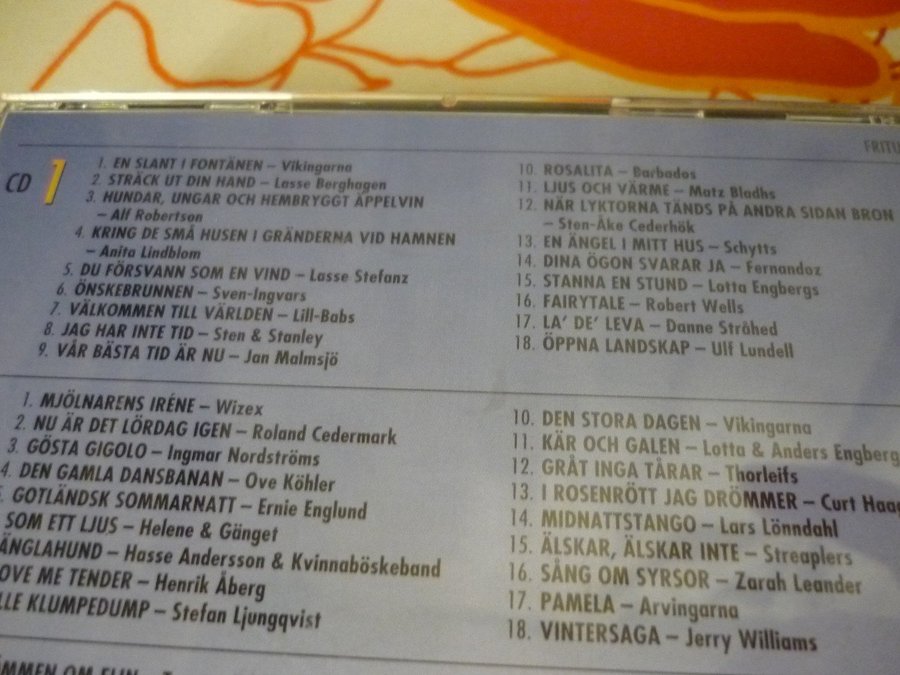 FRITU
CD 1
1. EN SLANT I FONTÄNEN – Vikingarna
2. STRÄCK UT DIN HAND – Lasse Berghagen
3. HUNDAR, UNGAR OCH HEMBRYGGT ÄPPELVIN
– Alf Robertson
4. KRING DE SMÅ HUSEN I GRÄNDERNA VID HAMNEN
– Anita Lindblom
5. DU FÖRSVANN SOM EN VIND – Lasse Stefanz
6. ÖNSKEBRUNNEN – Sven-Ingvars
7. VÄLKOMMEN TILL VÄRLDEN – Lill-Babs
8. JAG HAR INTE TID – Sten & Stanley
9. VÅR BÄSTA TID ÄR NU – Jan Malmsjö
10. ROSALITA – Barbados
11. LJUS OCH VÄRME – Matz Bladhs
12. NÄR LYKTORNA TÄNDS PÅ ANDRA SIDAN BRON
– Sten-Åke Cederhök
13. EN ÄNGEL I MITT HUS – Schytts
14. DINA ÖGON SVARAR JA – Fernandoz
15. STANNA EN STUND – Lotta Engbergs
16. FAIRYTALE – Robert Wells
17. LA' DE' LEVA – Danne Stråhed
18. ÖPPNA LANDSKAP – Ulf Lundell
1. MJÖLNARENS IRÉNE – Wizex
2. NU ÄR DET LÖRDAG IGEN – Roland Cedermark
3. GÖSTA GIGOLO – Ingmar Nordströms
4. DEN GAMLA DANSBANAN – Ove Köhler
GOTLÄNDSK SOMMARNATT – Ernie Englund
SOM ETT LJUS – Helene & Gänget
ÄNGLAHUND – Hasse Andersson & Kvinnaböskeband
OVE ME TENDER – Henrik Åberg
LLE KLUMPEDUMP – Stefan Ljungqvist
10. DEN STORA DAGEN – Vikingarna
11. KÄR OCH GALEN – Lotta & Anders Engberg
12. GRÅT INGA TÅRAR – Thorleifs
13. I ROSENRÖTT JAG DRÖMMER – Curt Haag
14. MIDNATTSTANGO – Lars Lönndahl
15. ÄLSKAR, ÄLSKAR INTE – Streaplers
16. SÅNG OM SYRSOR – Zarah Leander
17. PAMELA – Arvingarna
18. VINTERSAGA – Jerry Williams